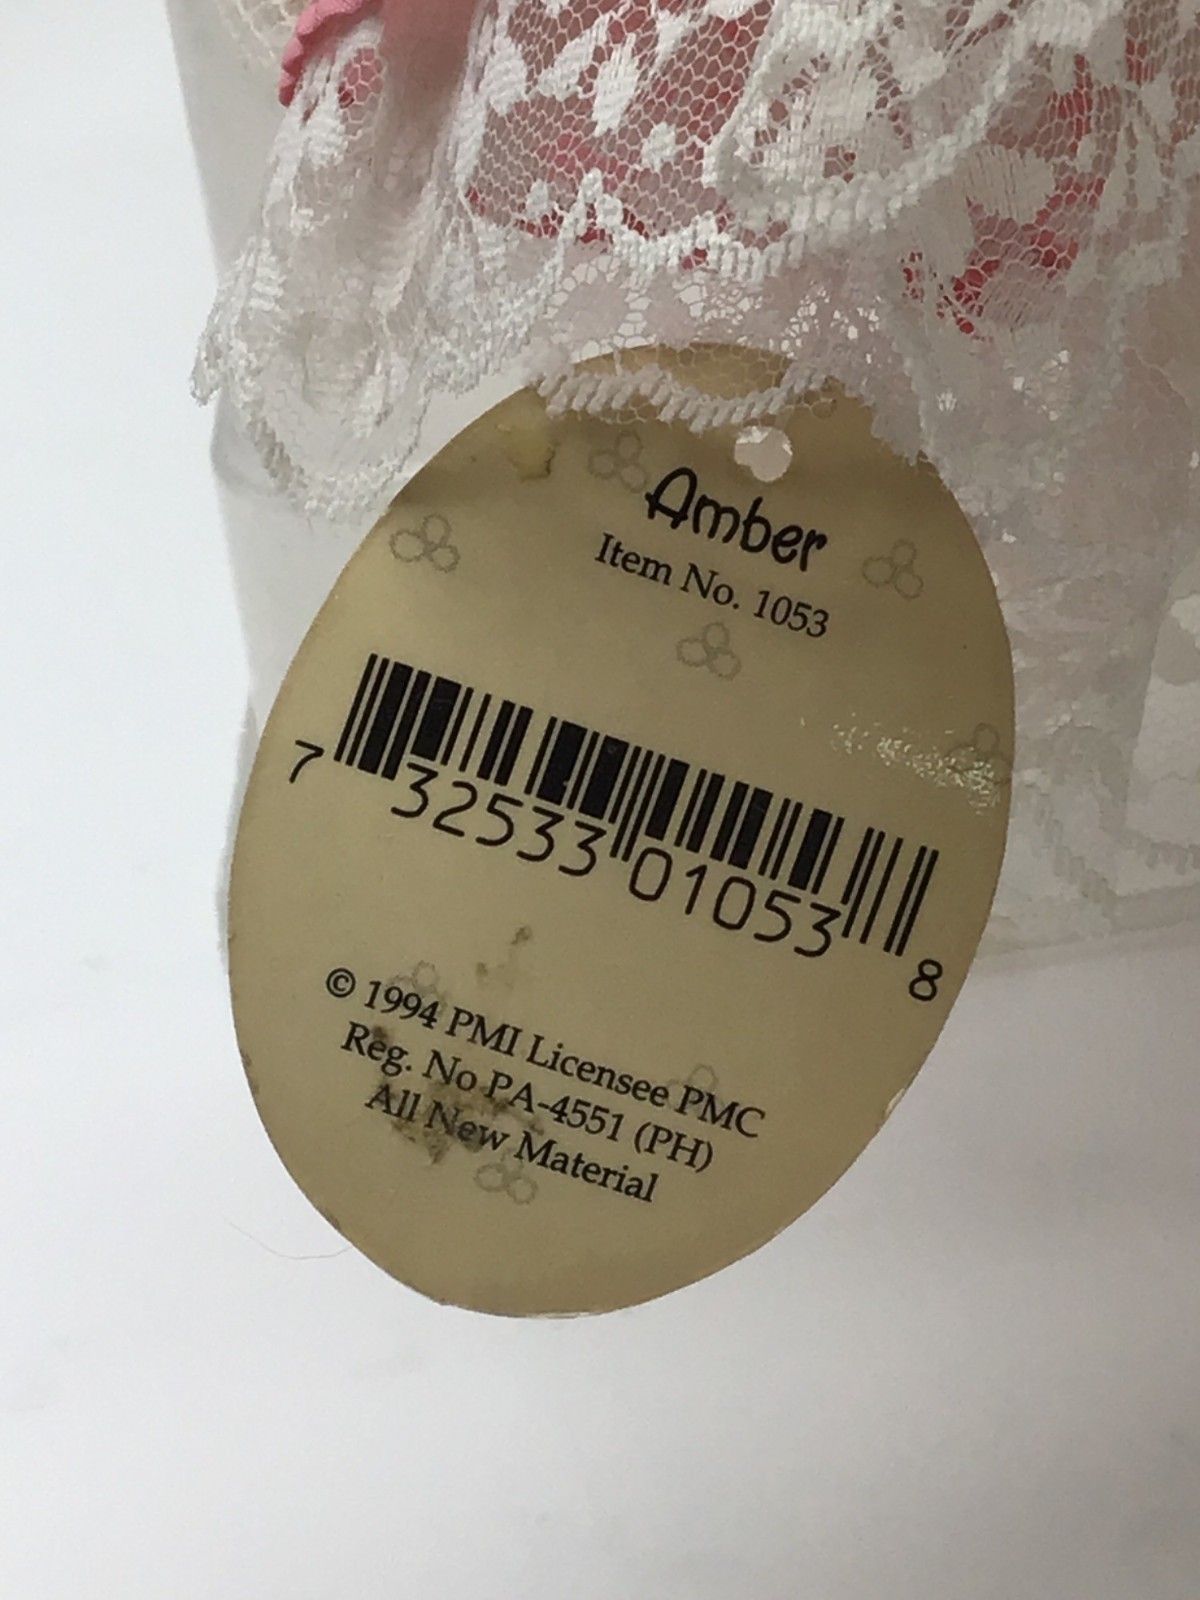 Amber
Item No. 1053
7 32533 01053 8
© 1994 PMI Licensee PMC
Reg. No PA-4551 (PH)
All New Material